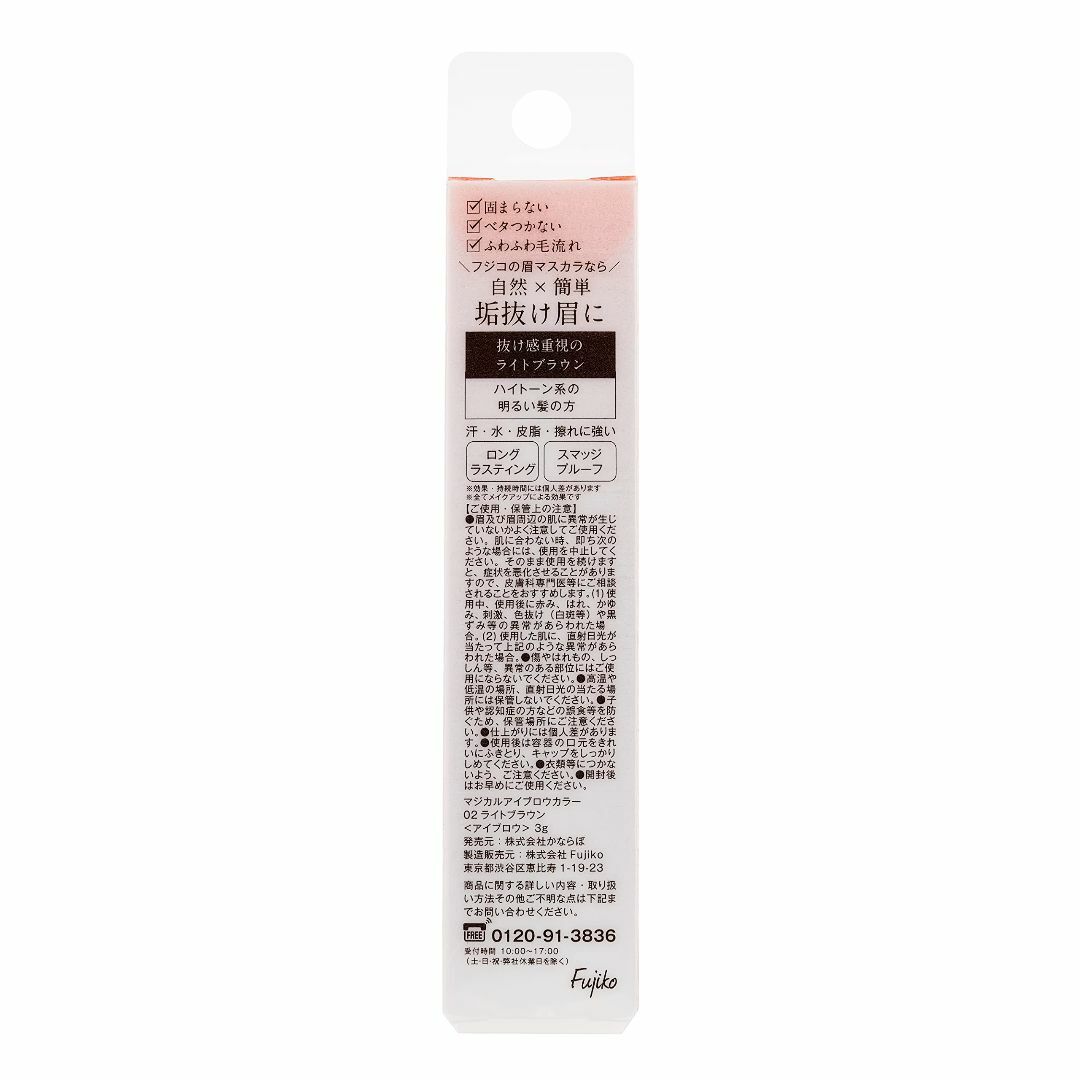 固まらない
ベタつかない
ふわふわ毛流れ
＼フジコの眉マスカラなら／
自然×簡単
垢抜け眉に
抜け感重視の
ライトブラウン
ハイトーン系の
明るい髪の方
汗・水・皮脂・擦れに強い
ロング
ラスティング
スマッジ
プルーフ
※効果・持続時間には個人差があります
※全てメイクアップによる効果です
【ご使用・保管上の注意】
●眉及び眉周辺の肌に異常が生じ
ていないかよく注意してご使用くだ
さい。肌に合わない時、即ち次の
ような場合には、使用を中止してく
ださい。そのまま使用を続けます
と、症状を悪化させることがありま
すので、皮膚科専門医等にご相談
されることをおすすめします。(1)使
用中、使用後に赤み、はれ、かゆ
み、刺激、色抜け（白斑等）や黒
ずみ等の異常があらわれた場
合。(2)使用した肌に、直射日光が
当たって上記のような異常があら
われた場合。●傷やはれもの、しっ
しん等、異常のある部位にはご使
用にならないでください。●高温や
低温の場所、直射日光の当たる場
所には保管しないでください。●子
供や認知症の方などの誤食等を防
ぐため、保管場所にご注意くださ
い。●仕上がりには個人差がありま
す。●使用後は容器の口元をきれ
いにふきとり、キャップをしっかり
しめてください。●衣類等につかな
いよう、ご注意ください。●開封後
はお早めにご使用ください。
マジカルアイブロウカラー
02 ライトブラウン
＜アイブロウ＞3g
発売元：株式会社かならぼ
製造販売元：株式会社 Fujiko
東京都渋谷区恵比寿 1-19-23
商品に関する詳しい内容・取り扱
い方法その他ご不明な点は下記ま
でお問い合わせください。
FREE 0120-91-3836
受付時間 10:00〜17:00
（土・日・祝・弊社休業日を除く）
Fujiko